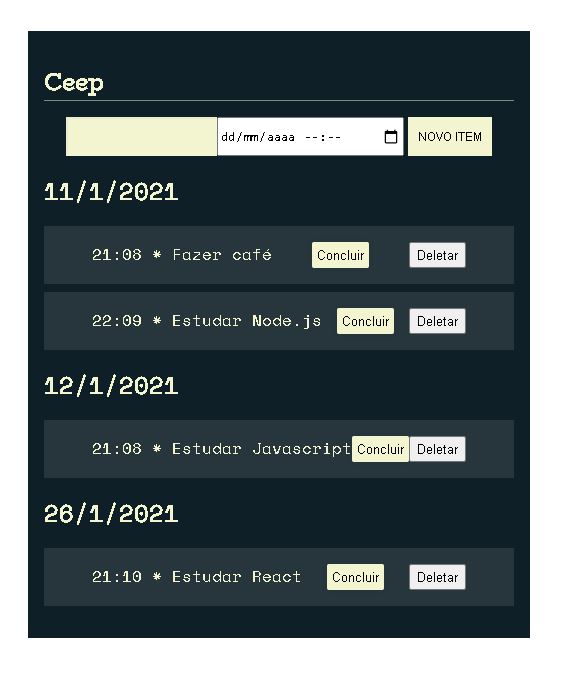 Ceep
dd/mm/aaaa --:-- NOVO ITEM
11/1/2021
21:08 * Fazer café Concluir Deletar
22:09 * Estudar Node.js Concluir Deletar
12/1/2021
21:08 * Estudar Javascript Concluir Deletar
26/1/2021
21:10 * Estudar React Concluir Deletar